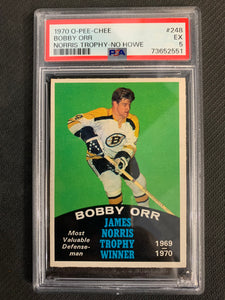 1970 O-PEE-CHEE #248
BOBBY ORR EX
NORRIS TROPHY-NO HOWE 5
PSA 73652551
B
BOBBY ORR
Most Valuable Defense-man
JAMES NORRIS TROPHY WINNER
1969 - 1970